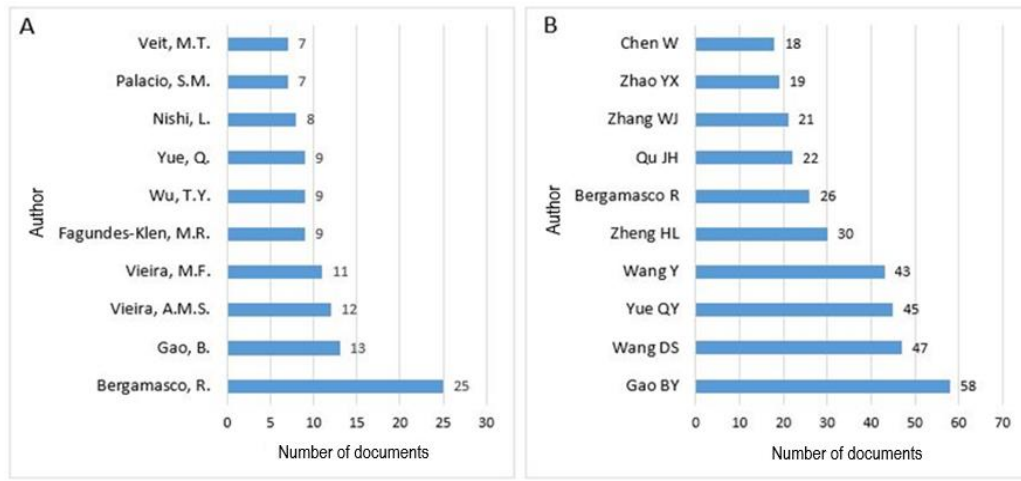 A
Author
Veit, M.T. 7
Palacio, S.M. 7
Nishi, L. 8
Yue, Q. 9
Wu, T.Y. 9
Fagundes-Klen, M.R. 9
Vieira, M.F. 11
Vieira, A.M.S. 12
Gao, B. 13
Bergamasco, R. 25
0 5 10 15 20 25 30
Number of documents
B
Author
Chen W 18
Zhao YX 19
Zhang WJ 21
Qu JH 22
Bergamasco R 26
Zheng HL 30
Wang Y 43
Yue QY 45
Wang DS 47
Gao BY 58
0 10 20 30 40 50 60 70
Number of documents